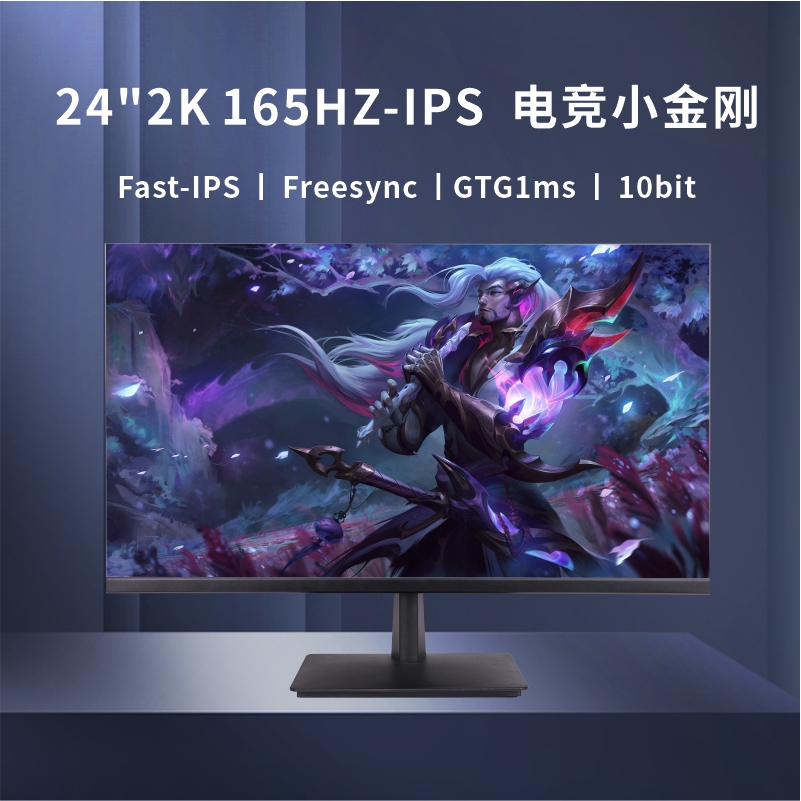 24"2K 165HZ-IPS 电竞小金刚
Fast-IPS | Freesync | GTG1ms | 10bit